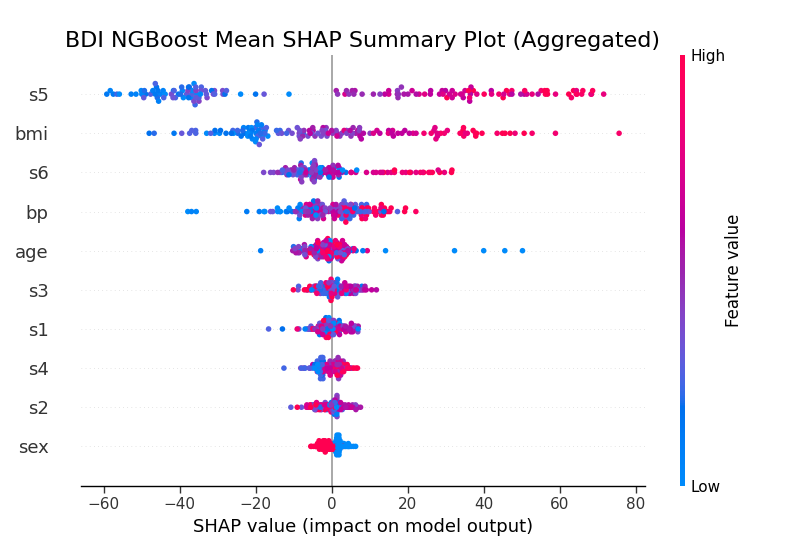 BDI NGBoost Mean SHAP Summary Plot (Aggregated)
High
s5
bmi
s6
bp
age
s3
s1
s4
s2
sex
Feature value
Low
−60 −40 −20 0 20 40 60 80
SHAP value (impact on model output)